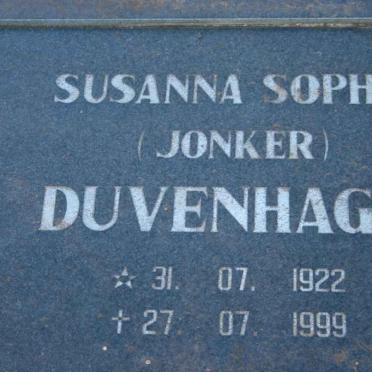 SUSANNA SOPH
(JONKER)
DUVENHAG
☆ 31. 07. 1922
✝ 27. 07. 1999